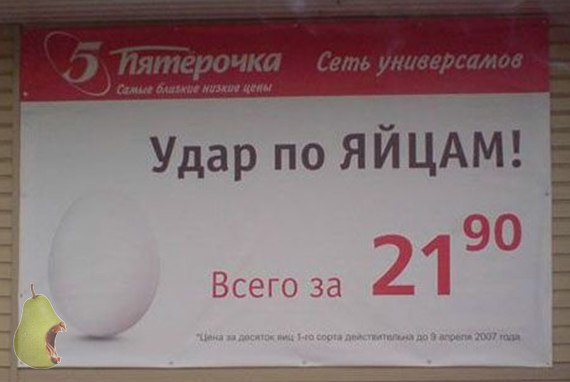 5 Пятёрочка Сеть универсамов
Самые близкие низкие цены
Удар по ЯЙЦАМ!
Всего за 21 90
*Цена за десяток яиц 1-го сорта действительна до 9 апреля 2007 года.